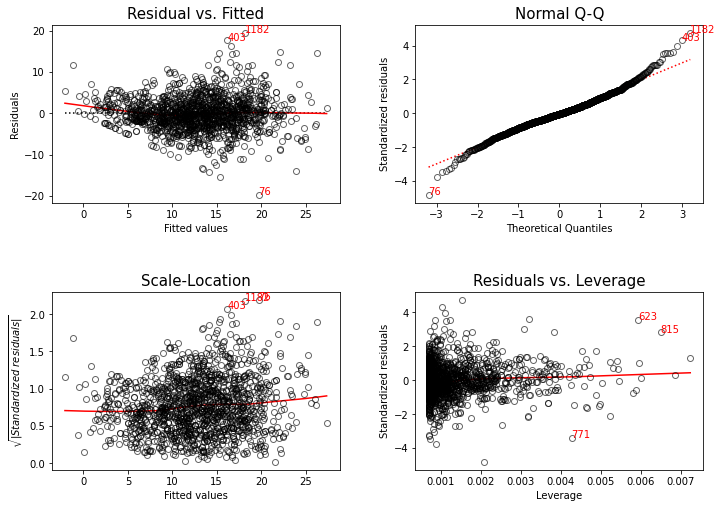 Residual vs. Fitted
Residuals
20
10
0
−10
−20
0 5 10 15 20 25
Fitted values
1182
403
76
Normal Q-Q
Standardized residuals
4
2
0
−2
−4
−3 −2 −1 0 1 2 3
Theoretical Quantiles
1182
403
76
Scale-Location
√|Standardized residuals|
2.0
1.5
1.0
0.5
0.0
0 5 10 15 20 25
Fitted values
403
Residuals vs. Leverage
Standardized residuals
4
2
0
−2
−4
0.001 0.002 0.003 0.004 0.005 0.006 0.007
Leverage
623
815
771